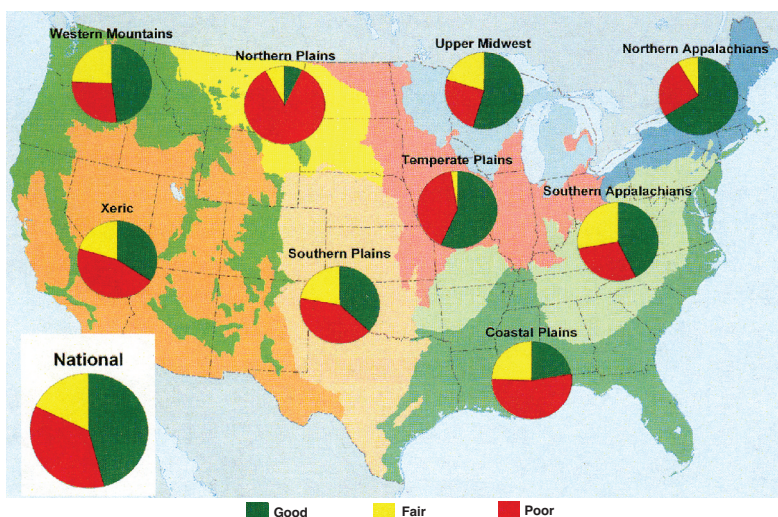 Western Mountains
Northern Plains
Upper Midwest
Northern Appalachians
Temperate Plains
Southern Appalachians
Xeric
Southern Plains
Coastal Plains
National
Good
Fair
Poor